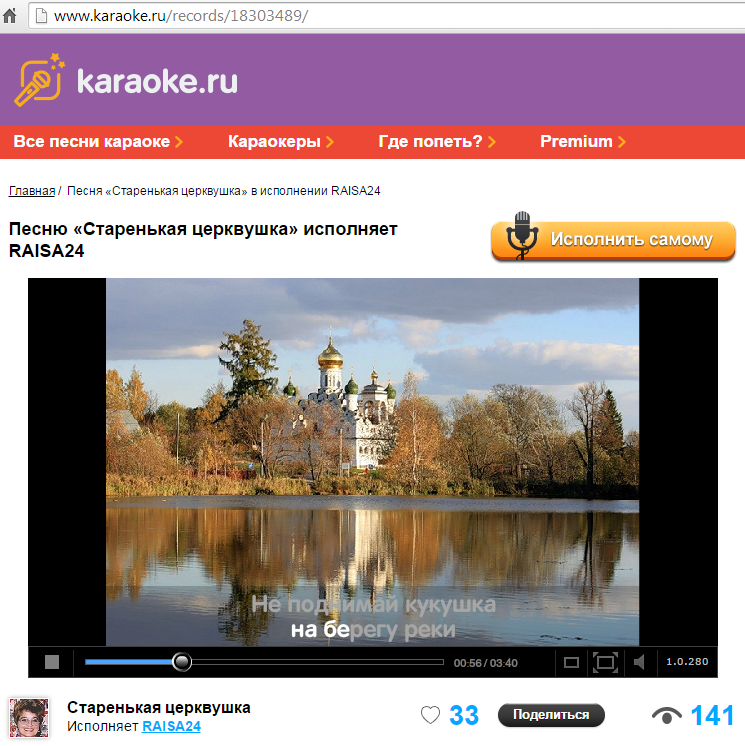 www.karaoke.ru/records/18303489/
karaoke.ru
Все песни караоке Караокеры Где попеть? Premium
Главная / Песня «Старенькая церквушка» в исполнении RAISA24
Песню «Старенькая церквушка» исполняет
RAISA24
Исполнить самому
Не поднимай кукушка
на берегу реки
00:56 / 03:40
1.0.280
Старенькая церквушка
Исполняет RAISA24
33
Поделиться
141